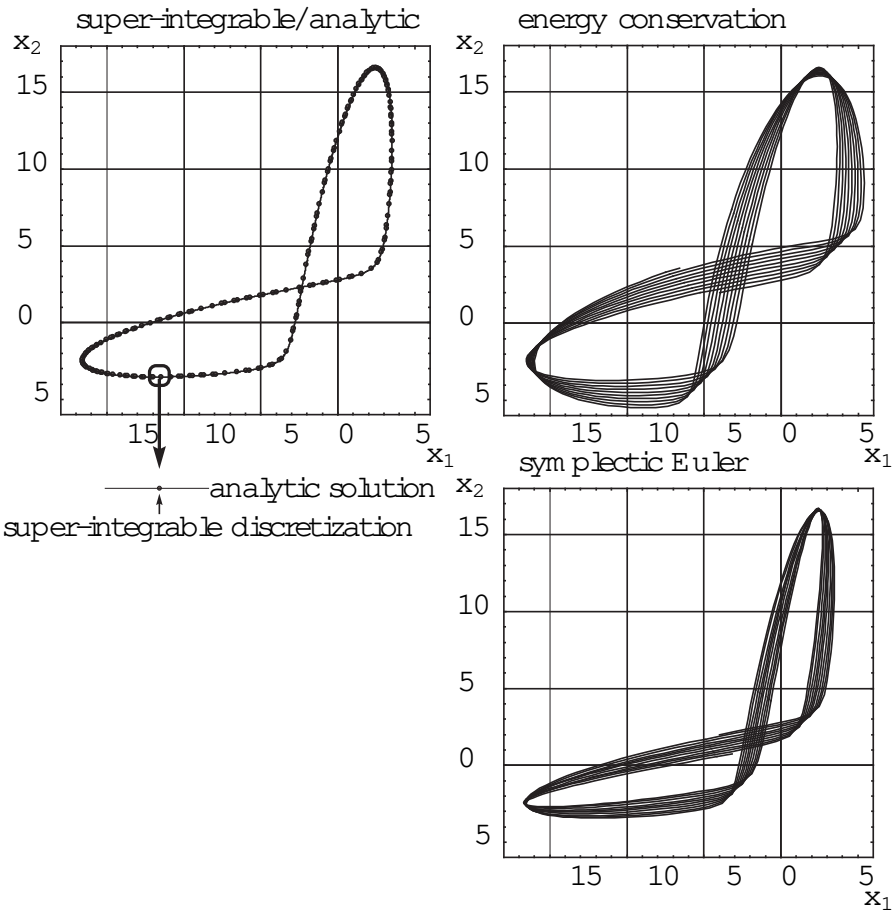 super-integrable/analytic
x2
15
10
5
0
5
15 10 5 0 5
x1
analytic solution
super-integrable discretization
energy conservation
x2
15
10
5
0
5
15 10 5 0 5
x1
symplectic Euler
x2
15
10
5
0
5
15 10 5 0 5
x1